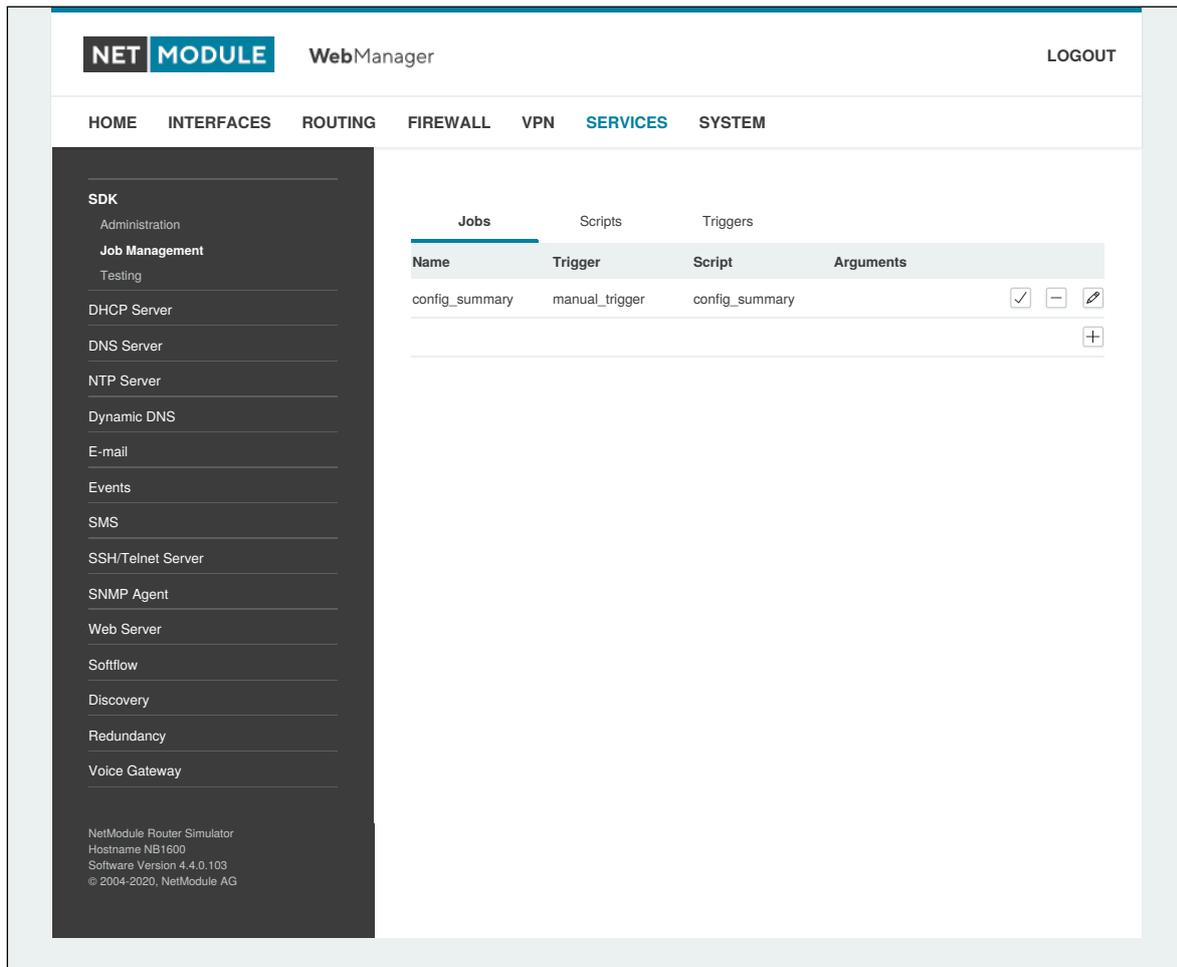 NET MODULE WebManager LOGOUT
HOME INTERFACES ROUTING FIREWALL VPN SERVICES SYSTEM
SDK
Administration
Job Management
Testing
DHCP Server
DNS Server
NTP Server
Dynamic DNS
E-mail
Events
SMS
SSH/Telnet Server
SNMP Agent
Web Server
Softflow
Discovery
Redundancy
Voice Gateway
NetModule Router Simulator
Hostname NB1600
Software Version 4.4.0.103
© 2004-2020, NetModule AG
Jobs Scripts Triggers
Name Trigger Script Arguments
config_summary manual_trigger config_summary